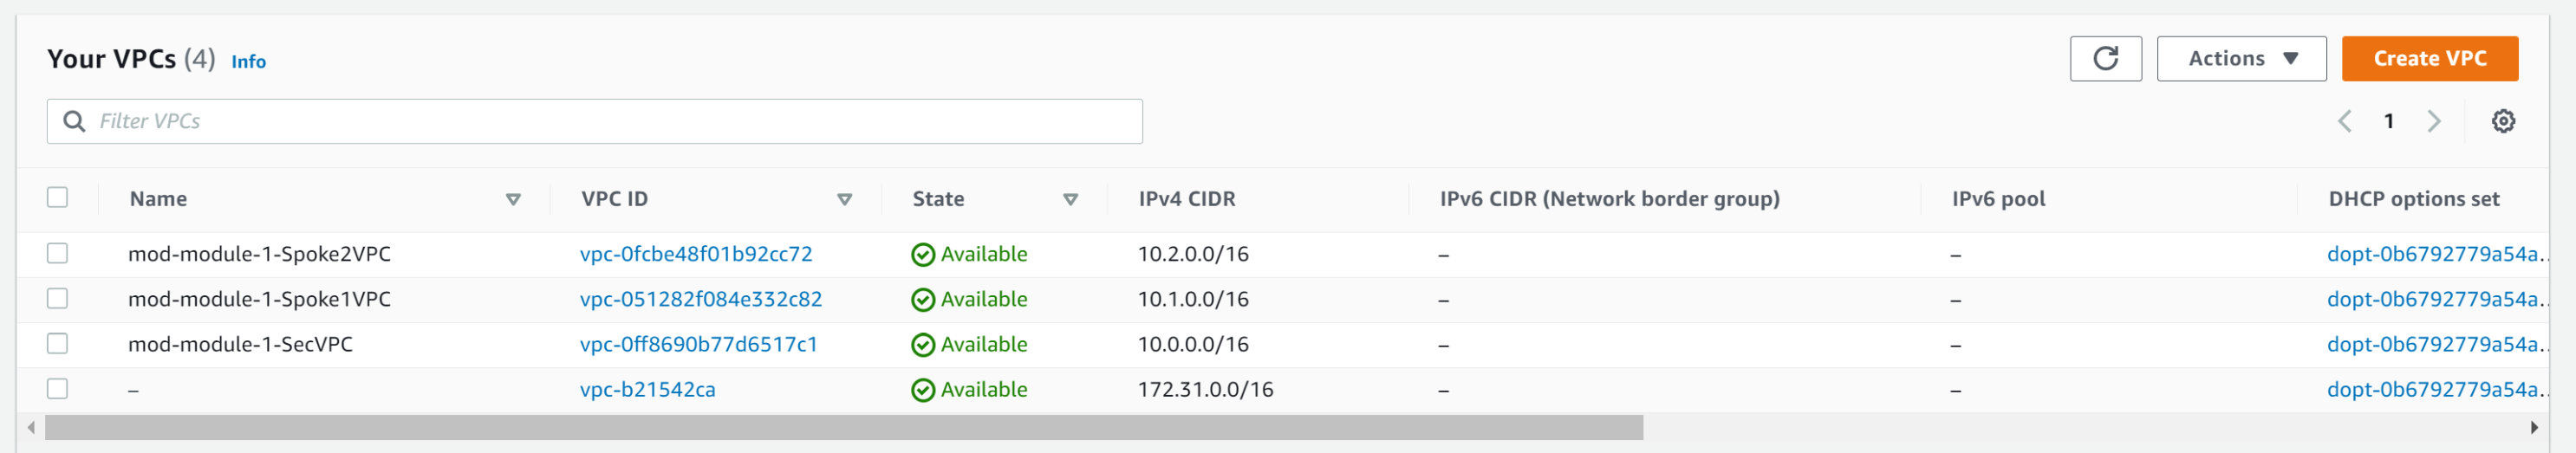 Your VPCs (4) Info
Actions
Create VPC
Filter VPCs
1
Name VPC ID State IPv4 CIDR IPv6 CIDR (Network border group) IPv6 pool DHCP options set
mod-module-1-Spoke2VPC vpc-0fcbe48f01b92cc72 Available 10.2.0.0/16 – – dopt-0b6792779a54a..
mod-module-1-Spoke1VPC vpc-051282f084e332c82 Available 10.1.0.0/16 – – dopt-0b6792779a54a..
mod-module-1-SecVPC vpc-0ff8690b77d6517c1 Available 10.0.0.0/16 – – dopt-0b6792779a54a..
– vpc-b21542ca Available 172.31.0.0/16 – – dopt-0b6792779a54a..